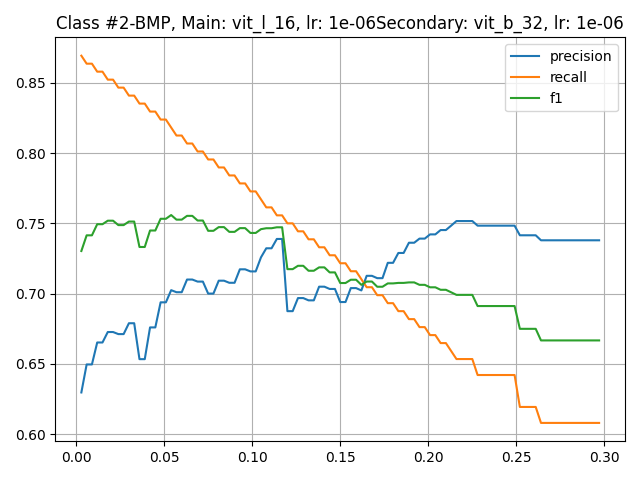 Class #2-BMP, Main: vit_l_16, lr: 1e-06Secondary: vit_b_32, lr: 1e-06
precision
recall
f1
0.85
0.80
0.75
0.70
0.65
0.60
0.00 0.05 0.10 0.15 0.20 0.25 0.30